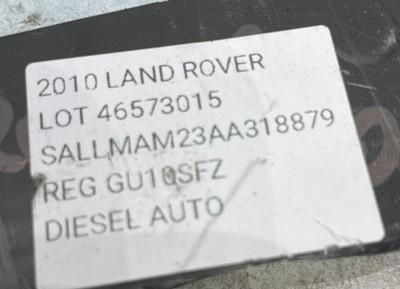 2010 LAND ROVER
LOT 46573015
SALLMAM23AA318879
REG GU10SFZ
DIESEL AUTO